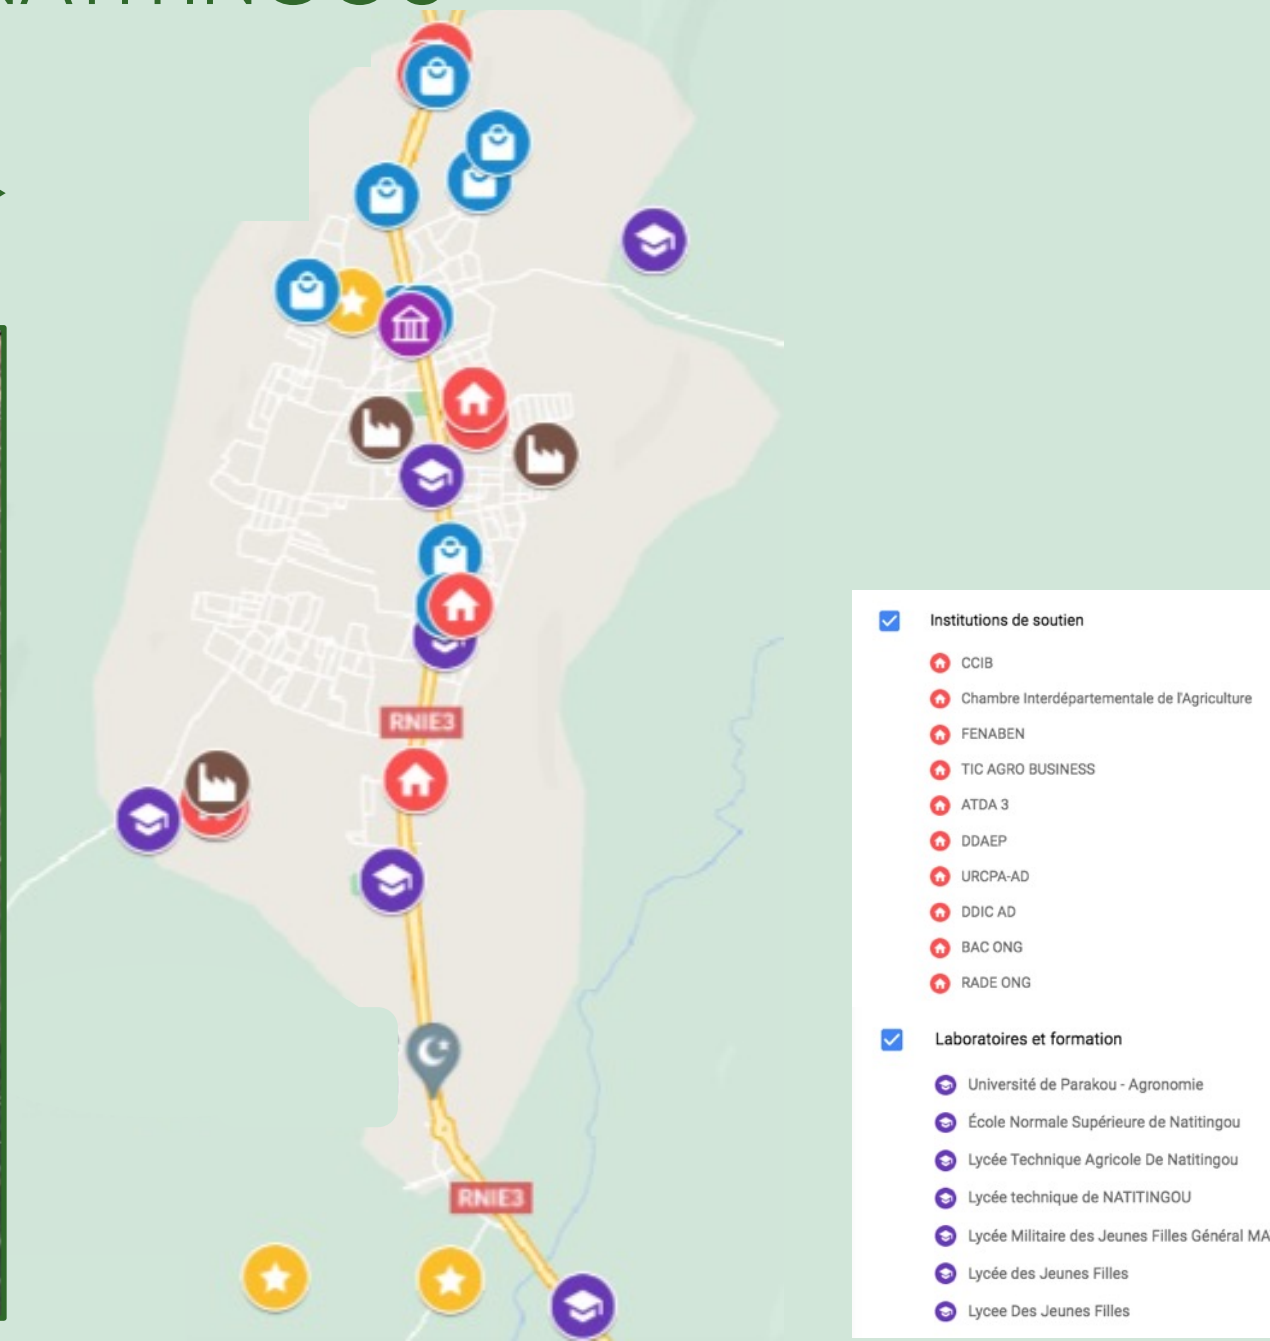 RNIE3
RNIE3
Institutions de soutien
CCIB
Chambre Interdépartementale de l'Agriculture
FENABEN
TIC AGRO BUSINESS
ATDA 3
DDAEP
URCPA-AD
DDIC AD
BAC ONG
RADE ONG
Laboratoires et formation
Université de Parakou - Agronomie
École Normale Supérieure de Natitingou
Lycée Technique Agricole De Natitingou
Lycée technique de NATITINGOU
Lycée Militaire des Jeunes Filles Général MA
Lycée des Jeunes Filles
Lycee Des Jeunes Filles